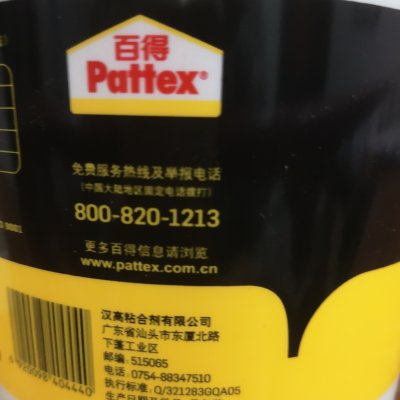 百得
Pattex®
免费服务热线及举报电话
(中国大陆地区固定电话拨打)
800-820-1213
更多百得信息请浏览
www.pattex.com.cn
9001
汉高粘合剂有限公司
广东省汕头市东厦北路
下蓬工业区
邮编:515065
电话:0754-88347510
执行标准:Q/321283GQA05
6920098404440